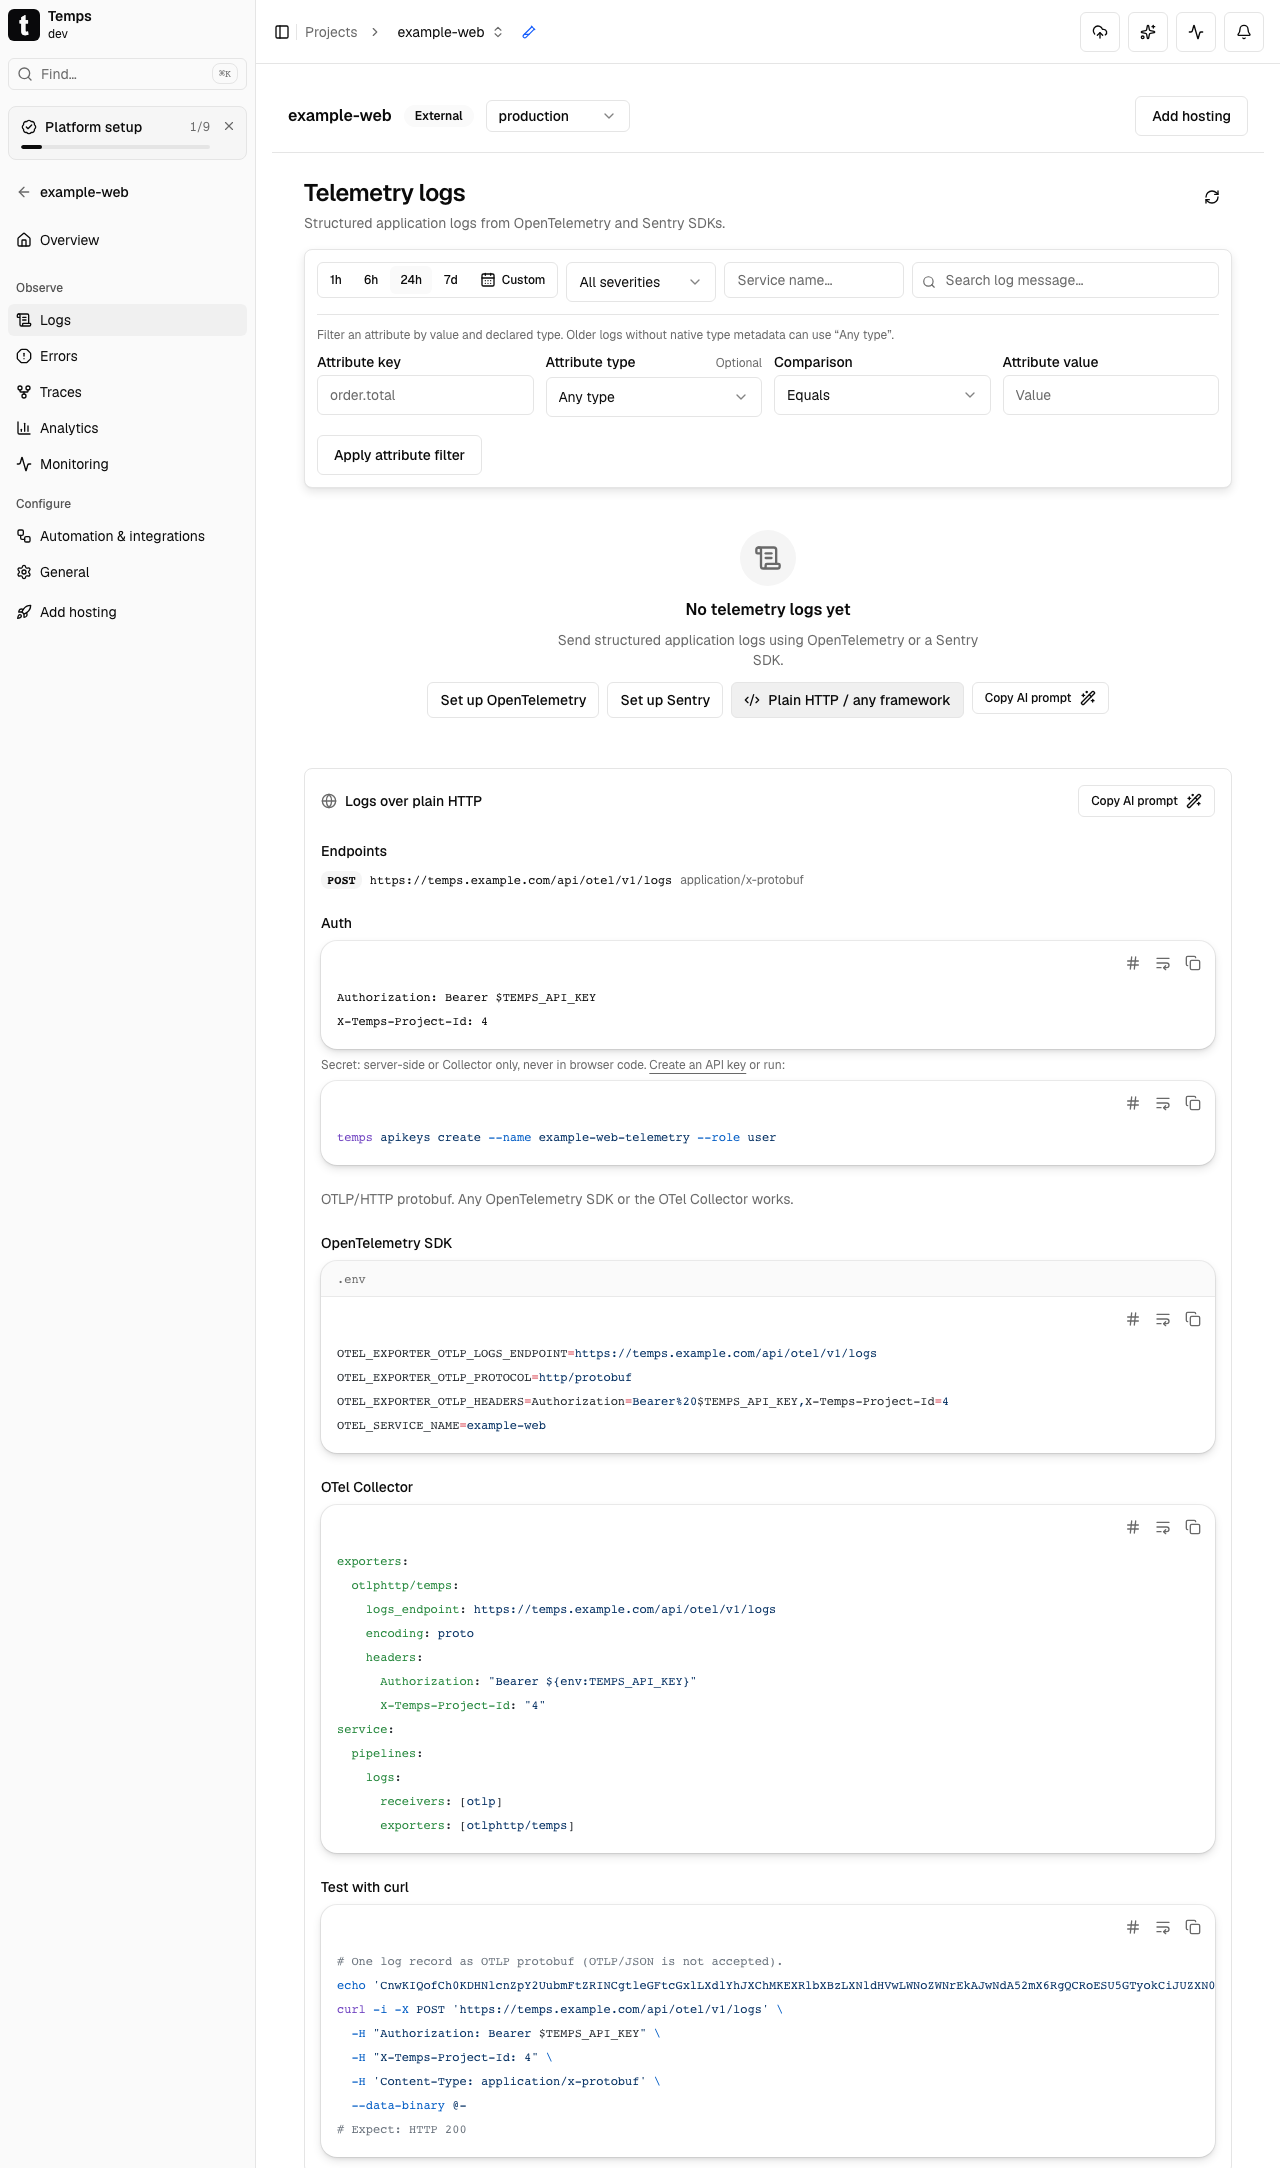 Temps
dev
Find...
⌘K
Platform setup
1/9
example-web
Overview
Observe
Logs
Errors
Traces
Analytics
Monitoring
Configure
Automation & integrations
General
Add hosting
Projects
example-web
example-web
External
production
Add hosting
Telemetry logs
Structured application logs from OpenTelemetry and Sentry SDKs.
1h
6h
24h
7d
Custom
All severities
Service name...
Search log message...
Filter an attribute by value and declared type. Older logs without native type metadata can use “Any type”.
Attribute key
Attribute type
Optional
Comparison
Attribute value
order.total
Any type
Equals
Value
Apply attribute filter
No telemetry logs yet
Send structured application logs using OpenTelemetry or a Sentry
SDK.
Set up OpenTelemetry
Set up Sentry
Plain HTTP / any framework
Copy AI prompt
Logs over plain HTTP
Copy AI prompt
Endpoints
POST https://temps.example.com/api/otel/v1/logs application/x-protobuf
Auth
Authorization: Bearer $TEMPS_API_KEY
X-Temps-Project-Id: 4
Secret: server-side or Collector only, never in browser code. Create an API key or run:
temps apikeys create --name example-web-telemetry --role user
OTLP/HTTP protobuf. Any OpenTelemetry SDK or the OTel Collector works.
OpenTelemetry SDK
.env
OTEL_EXPORTER_OTLP_LOGS_ENDPOINT=https://temps.example.com/api/otel/v1/logs
OTEL_EXPORTER_OTLP_PROTOCOL=http/protobuf
OTEL_EXPORTER_OTLP_HEADERS=Authorization=Bearer%20$TEMPS_API_KEY,X-Temps-Project-Id=4
OTEL_SERVICE_NAME=example-web
OTel Collector
exporters:
otlphttp/temps:
logs_endpoint: https://temps.example.com/api/otel/v1/logs
encoding: proto
headers:
Authorization: "Bearer ${env:TEMPS_API_KEY}"
X-Temps-Project-Id: "4"
service:
pipelines:
logs:
receivers: [otlp]
exporters: [otlphttp/temps]
Test with curl
# One log record as OTLP protobuf (OTLP/JSON is not accepted).
echo
curl -i -X POST 'https://temps.example.com/api/otel/v1/logs' \
-H "Authorization: Bearer $TEMPS_API_KEY" \
-H "X-Temps-Project-Id: 4" \
-H 'Content-Type: application/x-protobuf' \
--data-binary @-
# Expect: HTTP 200